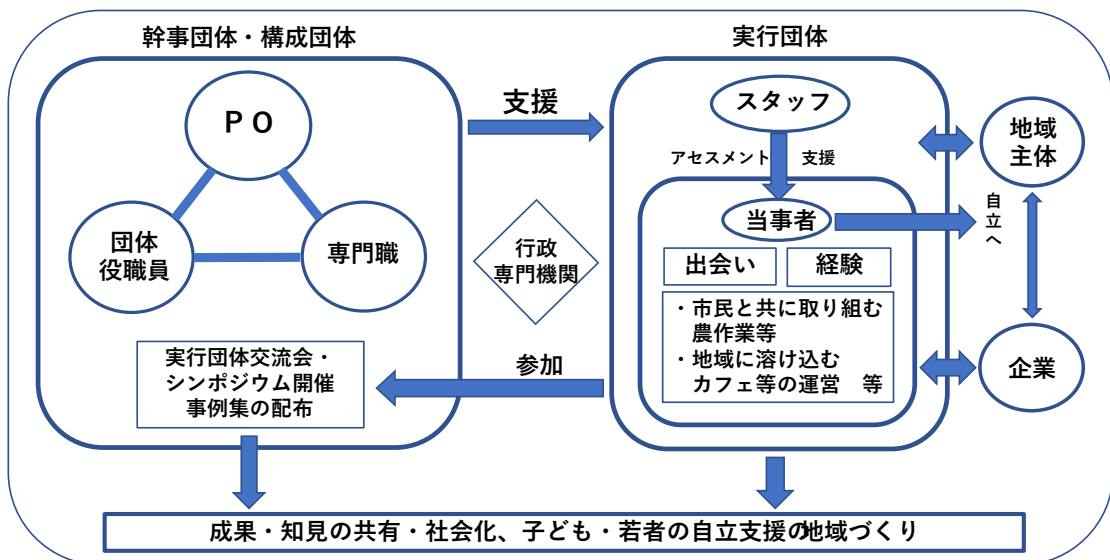 幹事団体・構成団体
ＰＯ
団体
役職員
専門職
実行団体交流会・
シンポジウム開催
事例集の配布
支援
行政
専門機関
参加
実行団体
スタッフ
アセスメント
支援
当事者
出会い
経験
・市民と共に取り組む
農作業等
・地域に溶け込む
カフェ等の運営　等
自立へ
地域
主体
企業
成果・知見の共有・社会化、子ども・若者の自立支援の地域づくり